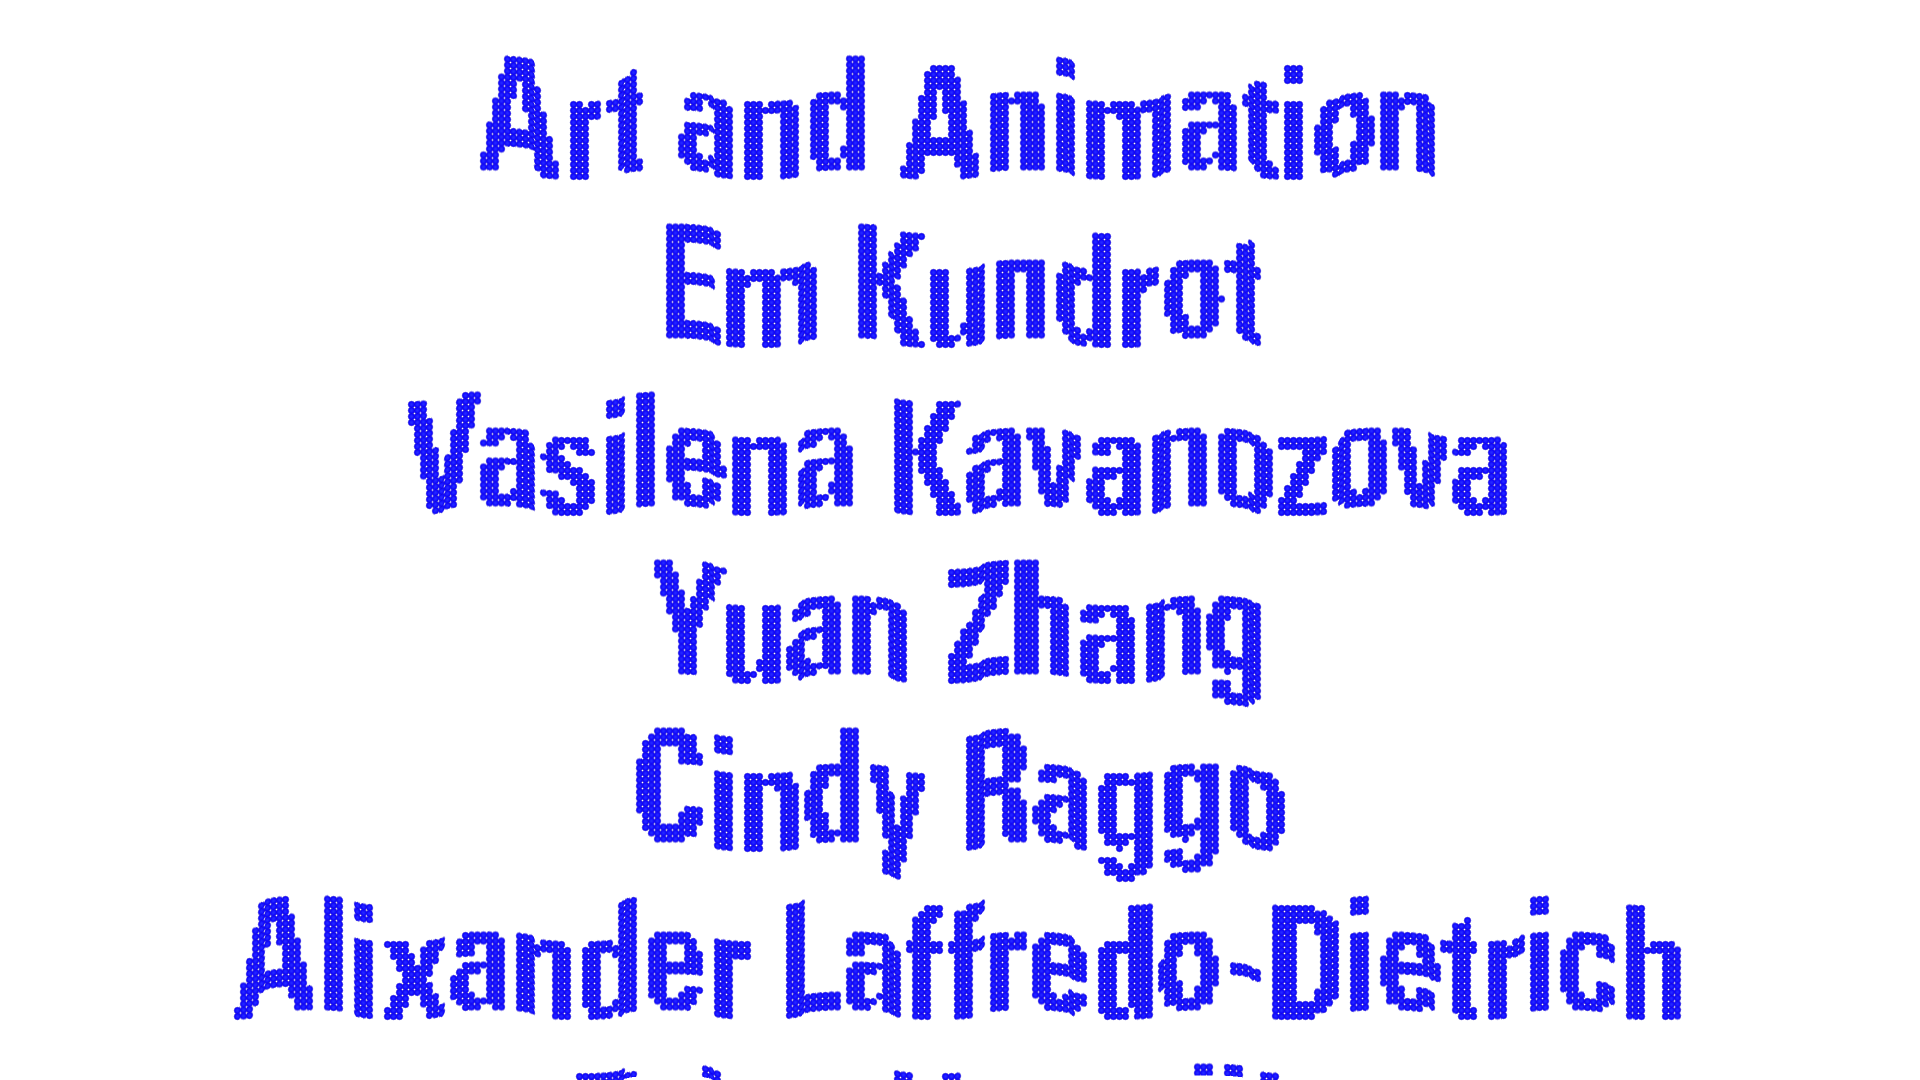 Art and Animation
Em Kundrot
Vasilena Kavanozova
Yuan Zhang
Cindy Raggo
Alixander Laffredo-Dietrich